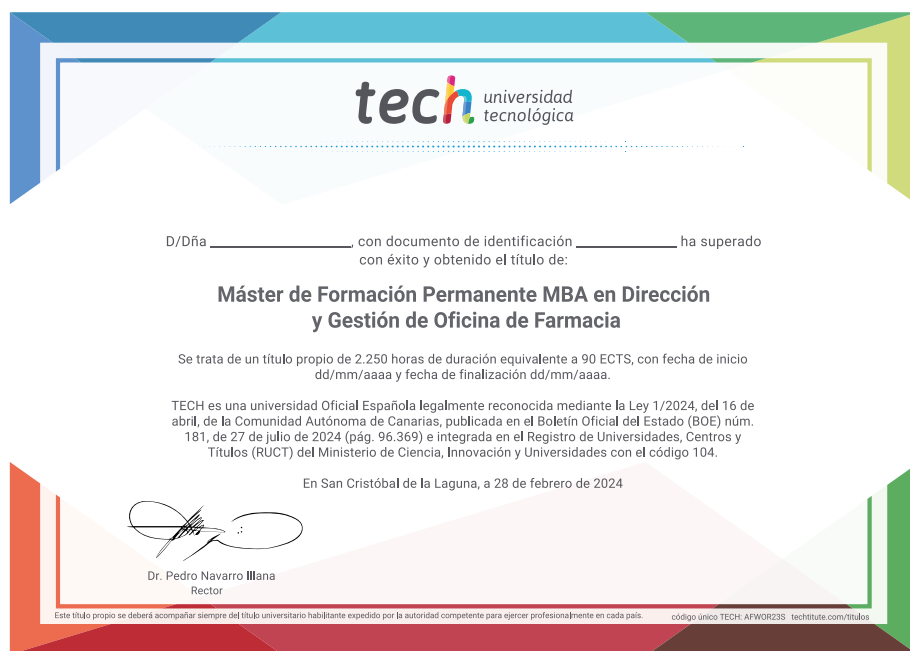 tech universidad
tecnológica
D/Dña ____________________, con documento de identificación ______________ ha superado
con éxito y obtenido el título de:
Máster de Formación Permanente MBA en Dirección
y Gestión de Oficina de Farmacia
Se trata de un título propio de 2.250 horas de duración equivalente a 90 ECTS, con fecha de inicio
dd/mm/aaaa y fecha de finalización dd/mm/aaaa.
TECH es una universidad Oficial Española legalmente reconocida mediante la Ley 1/2024, del 16 de
abril, de la Comunidad Autónoma de Canarias, publicada en el Boletín Oficial del Estado (BOE) núm.
181, de 27 de julio de 2024 (pág. 96.369) e integrada en el Registro de Universidades, Centros y
Títulos (RUCT) del Ministerio de Ciencia, Innovación y Universidades con el código 104.
En San Cristóbal de la Laguna, a 28 de febrero de 2024
Dr. Pedro Navarro Illana
Rector
Este título propio se deberá acompañar siempre del título universitario habilitante expedido por la autoridad competente para ejercer profesionalmente en cada país. código único TECH: AFWOR23S techtitute.com/titulos